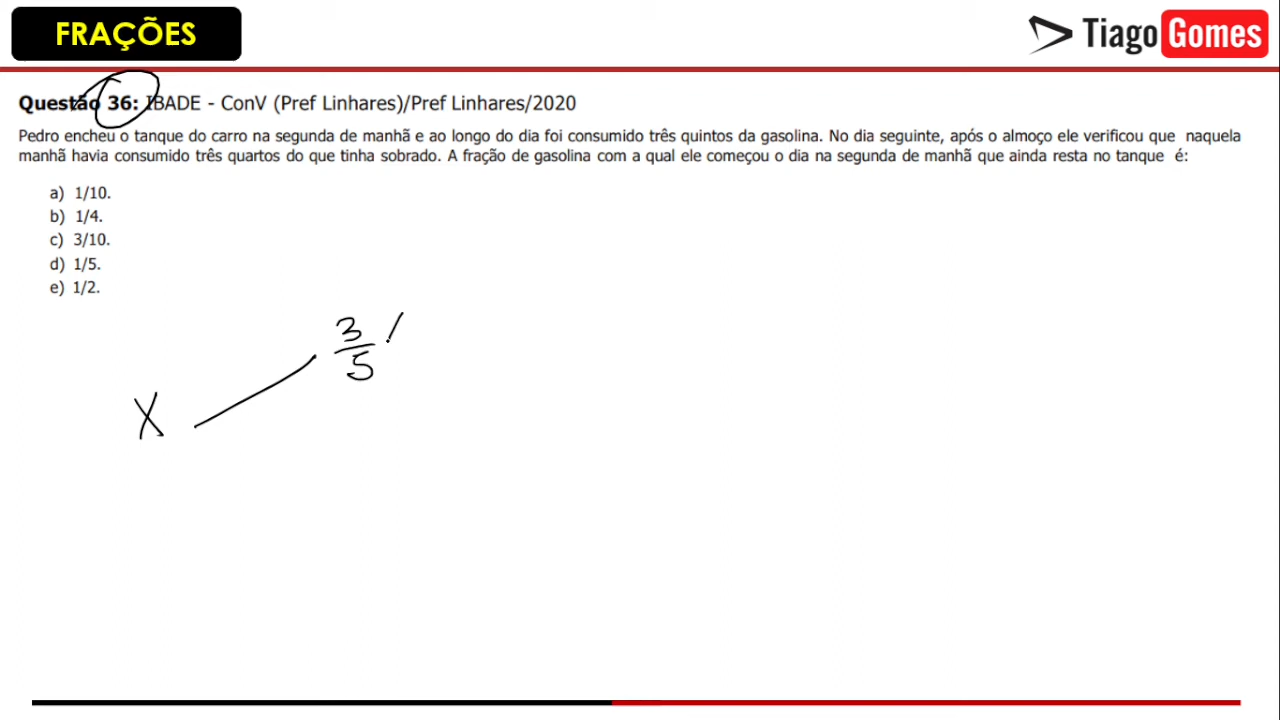 FRAÇÕES
Tiago Gomes
Questão 36: IBADE - ConV (Pref Linhares)/Pref Linhares/2020
Pedro encheu o tanque do carro na segunda de manhã e ao longo do dia foi consumido três quintos da gasolina. No dia seguinte, após o almoço ele verificou que naquela
manhã havia consumido três quartos do que tinha sobrado. A fração de gasolina com a qual ele começou o dia na segunda de manhã que ainda resta no tanque é:
a) 1/10.
b) 1/4.
c) 3/10.
d) 1/5.
e) 1/2.
3
5
X